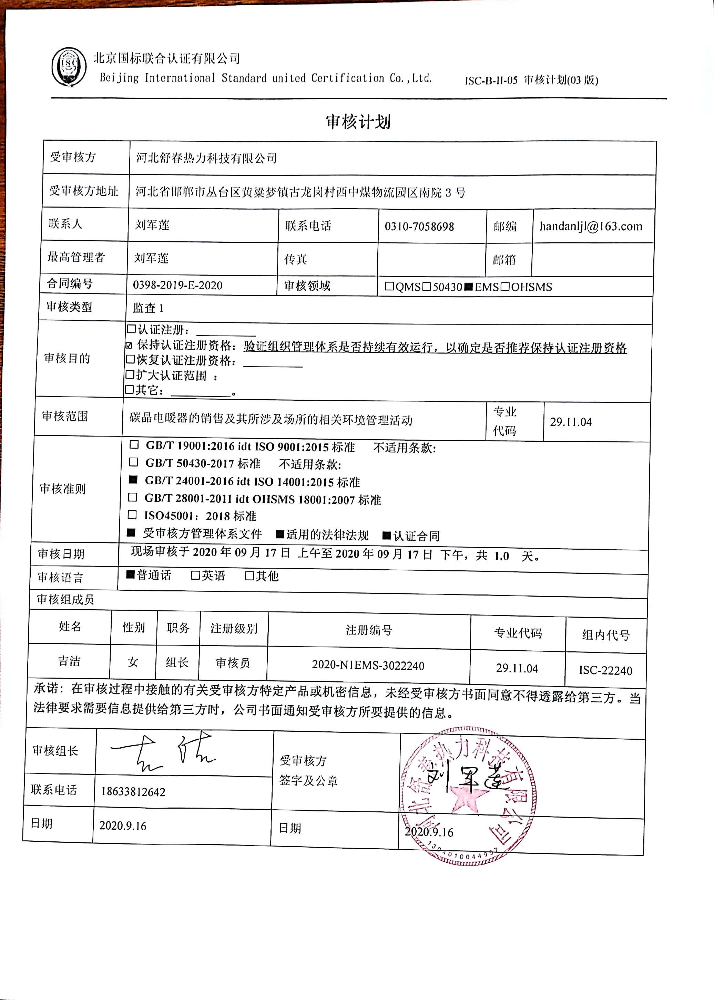 ISC
北京国标联合认证有限公司
Beijing International Standard united Certification Co.,Ltd.
ISC-B-II-05 审核计划(03 版)
审核计划
受审核方 河北舒春热力科技有限公司
受审核方地址 河北省邯郸市丛台区黄粱梦镇古龙岗村西中煤物流园区南院 3 号
联系人 刘军莲 联系电话 0310-7058698 邮编 handanljl@163.com
最高管理者 刘军莲 传真 邮箱
合同编号 0398-2019-E-2020 审核领域 □QMS□50430■EMS□OHSMS
审核类型 监查 1
审核目的
□认证注册：
☑ 保持认证注册资格：验证组织管理体系是否持续有效运行，以确定是否推荐保持认证注册资格
□恢复认证注册资格：
□扩大认证范围 ：
□其它： 。
审核范围 碳晶电暖器的销售及其所涉及场所的相关环境管理活动 专业代码 29.11.04
审核准则
□ GB/T 19001:2016 idt ISO 9001:2015 标准 不适用条款:
□ GB/T 50430-2017 标准 不适用条款:
■ GB/T 24001-2016 idt ISO 14001:2015 标准
□ GB/T 28001-2011 idt OHSMS 18001:2007 标准
□ ISO45001：2018 标准
■ 受审核方管理体系文件 ■适用的法律法规 ■认证合同
审核日期 现场审核于 2020 年 09 月 17 日 上午至 2020 年 09 月 17 日 下午，共 1.0 天。
审核语言 ■普通话 □英语 □其他
审核组成员
姓名 性别 职务 注册级别 注册编号 专业代码 组内代号
吉洁 女 组长 审核员 2020-N1EMS-3022240 29.11.04 ISC-22240
承诺：在审核过程中接触的有关受审核方特定产品或机密信息，未经受审核方书面同意不得透露给第三方。当
法律要求需要信息提供给第三方时，公司书面通知受审核方所要提供的信息。
审核组长 吉洁
受审核方
签字及公章
刘军莲
河北舒春热力科技有限公司
联系电话 18633812642
日期 2020.9.16 日期 2020.9.16
1304010044957